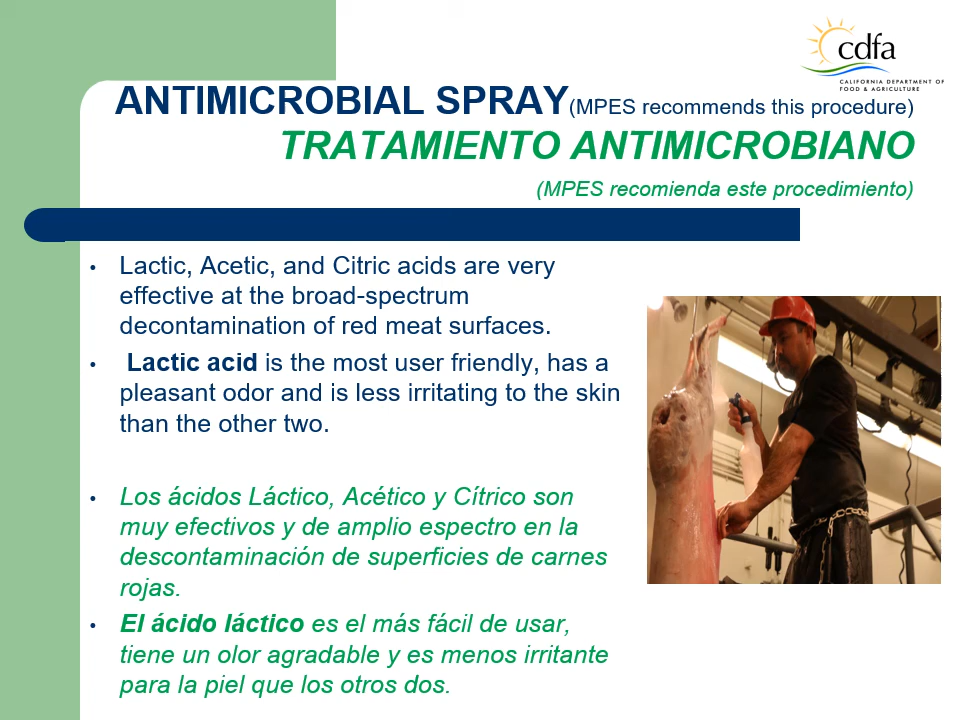 cdfa
CALIFORNIA DEPARTMENT OF
FOOD & AGRICULTURE
ANTIMICROBIAL SPRAY(MPES recommends this procedure)
TRATAMIENTO ANTIMICROBIANO
(MPES recomienda este procedimiento)
• Lactic, Acetic, and Citric acids are very
effective at the broad-spectrum
decontamination of red meat surfaces.
• Lactic acid is the most user friendly, has a
pleasant odor and is less irritating to the skin
than the other two.
• Los ácidos Láctico, Acético y Cítrico son
muy efectivos y de amplio espectro en la
descontaminación de superficies de carnes
rojas.
• El ácido láctico es el más fácil de usar,
tiene un olor agradable y es menos irritante
para la piel que los otros dos.